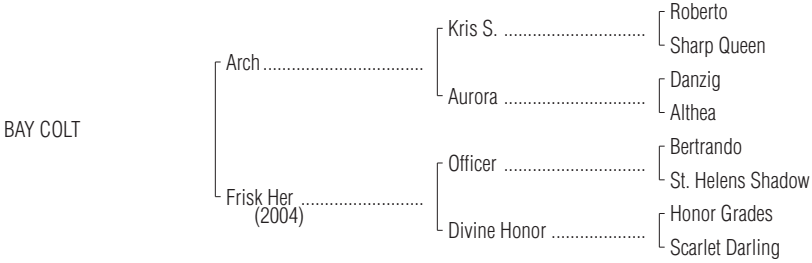 Roberto
Kris S. ..............................
Sharp Queen
Arch ..................................
Danzig
Aurora ..............................
Althea
BAY COLT
Bertrando
Officer ..............................
St. Helens Shadow
Frisk Her ..........................
(2004)
Honor Grades
Divine Honor ....................
Scarlet Darling